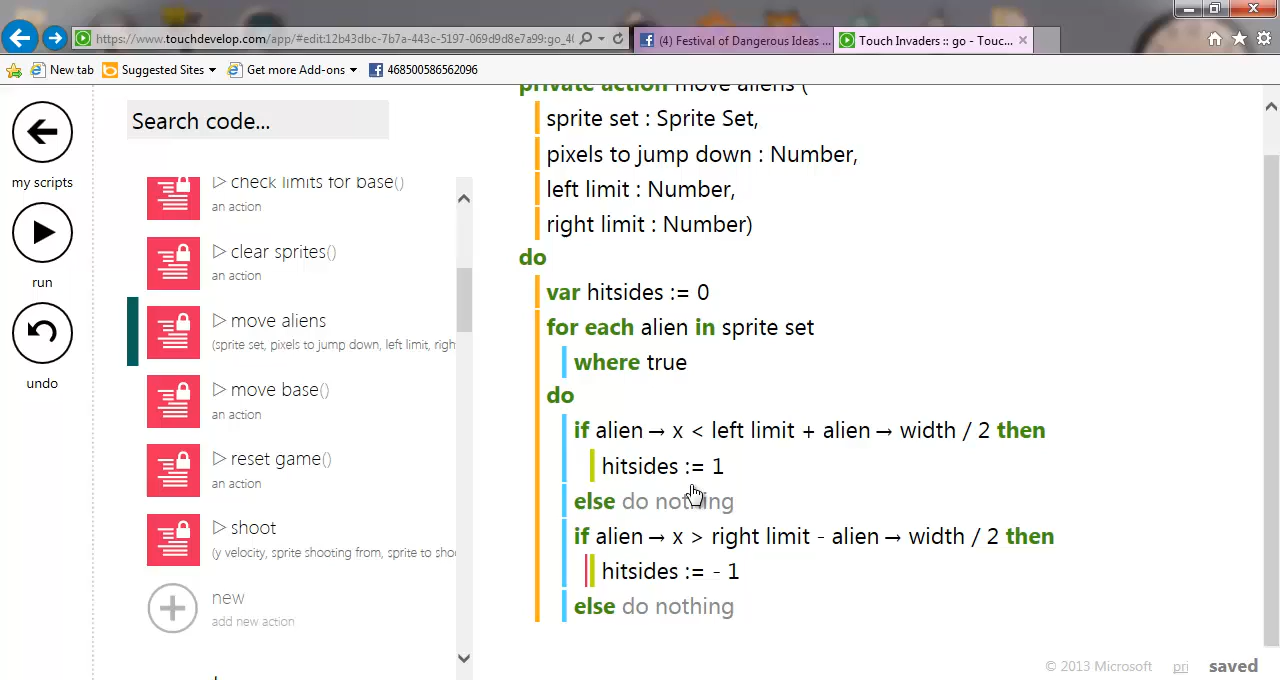 https://www.touchdevelop.com/app/#edit:12b43dbc-7b7a-443c-5197-069d9d8e7a99:go_4(
(4) Festival of Dangerous Ideas ...
Touch Invaders :: go - Touc...
New tab
Suggested Sites
Get more Add-ons
468500586562096
my scripts
run
undo
Search code...
check limits for base()
an action
clear sprites()
an action
move aliens
(sprite set, pixels to jump down, left limit, righ
move base()
an action
reset game()
an action
shoot
(y velocity, sprite shooting from, sprite to sho
new
add new action
private action move aliens (
sprite set : Sprite Set,
pixels to jump down : Number,
left limit : Number,
right limit : Number)
do
var hitsides := 0
for each alien in sprite set
where true
do
if alien → x < left limit + alien → width / 2 then
hitsides := 1
else do nothing
if alien → x > right limit - alien → width / 2 then
hitsides := - 1
else do nothing
© 2013 Microsoft pri saved